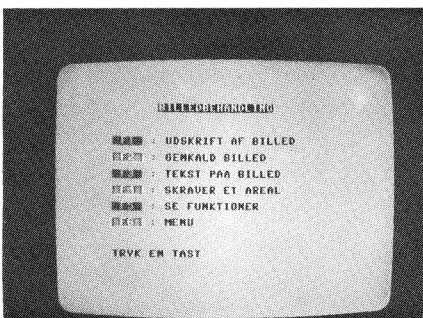 BILLEDBEHANDLING
: UDSKRIFT AF BILLED
: GENKALD BILLED
: TEKST PAA BILLED
: SKRAVER ET AREAL
: SE FUNKTIONER
: MENU
TRYK EN TAST